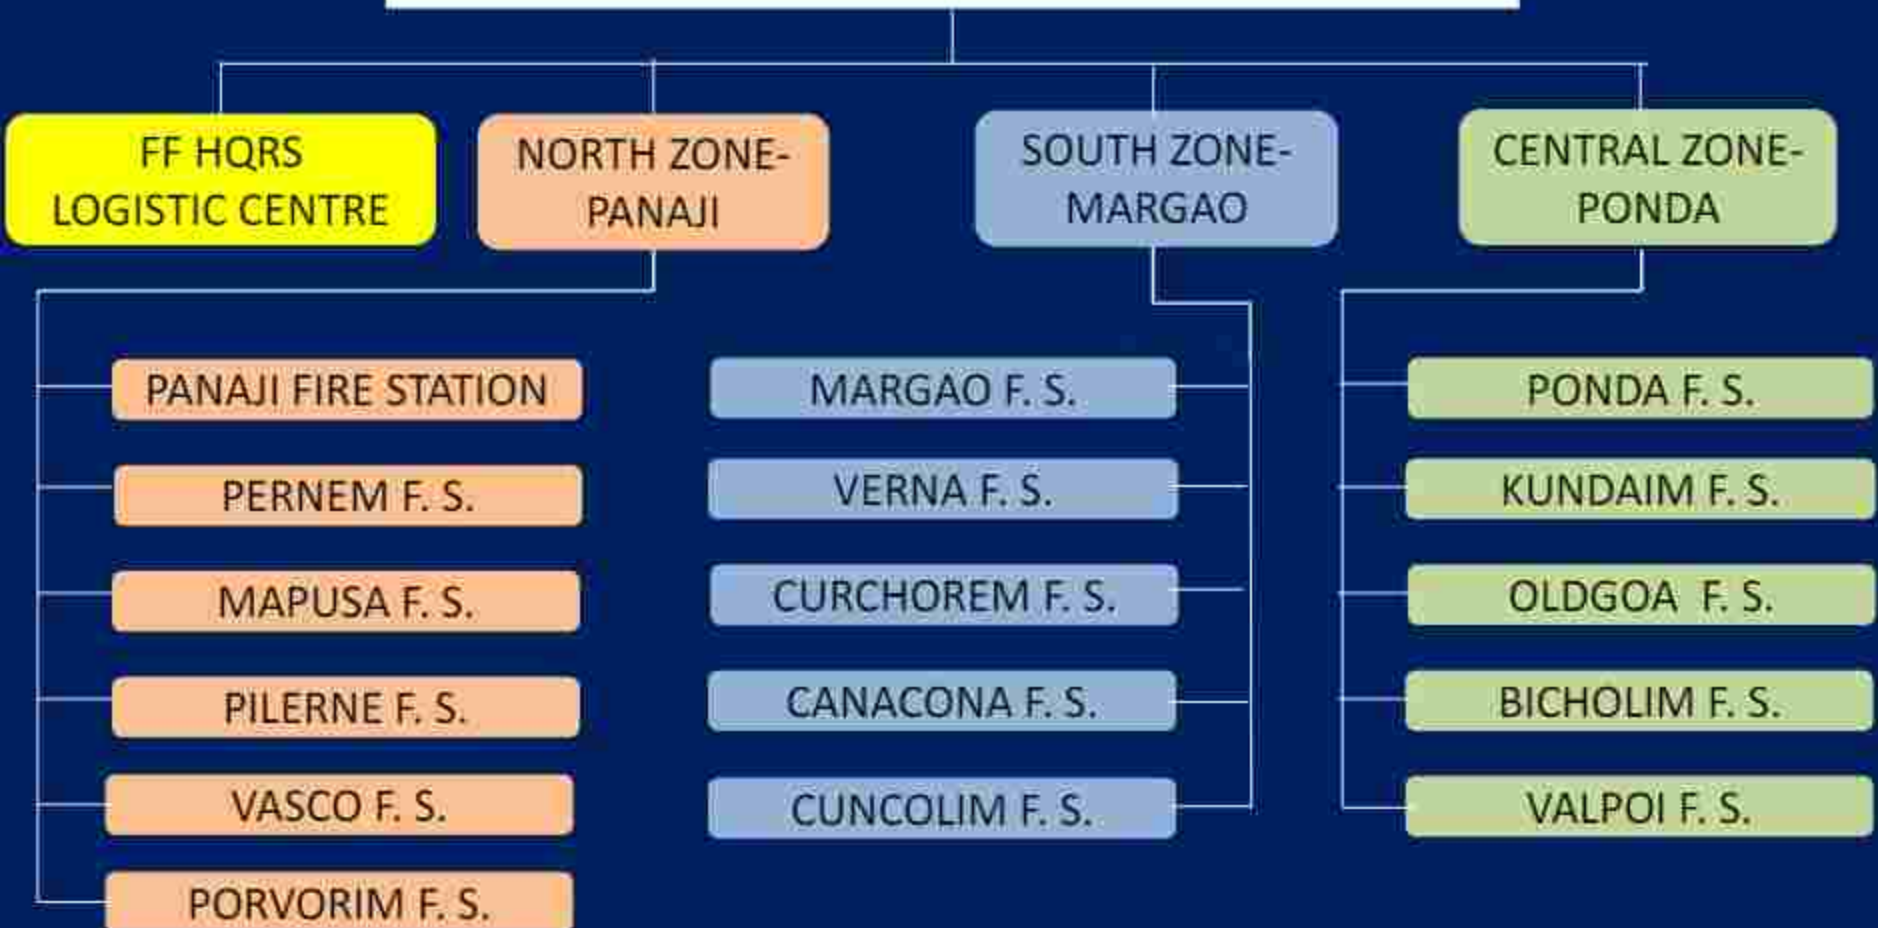 FF HQRS
LOGISTIC CENTRE
NORTH ZONE-
PANAJI
SOUTH ZONE-
MARGAO
CENTRAL ZONE-
PONDA
PANAJI FIRE STATION
PERNEM F. S.
MAPUSA F. S.
PILERNE F. S.
VASCO F. S.
PORVORIM F. S.
MARGAO F. S.
VERNA F. S.
CURCHOREM F. S.
CANACONA F. S.
CUNCOLIM F. S.
PONDA F. S.
KUNDAIM F. S.
OLDGOA F. S.
BICHOLIM F. S.
VALPOI F. S.